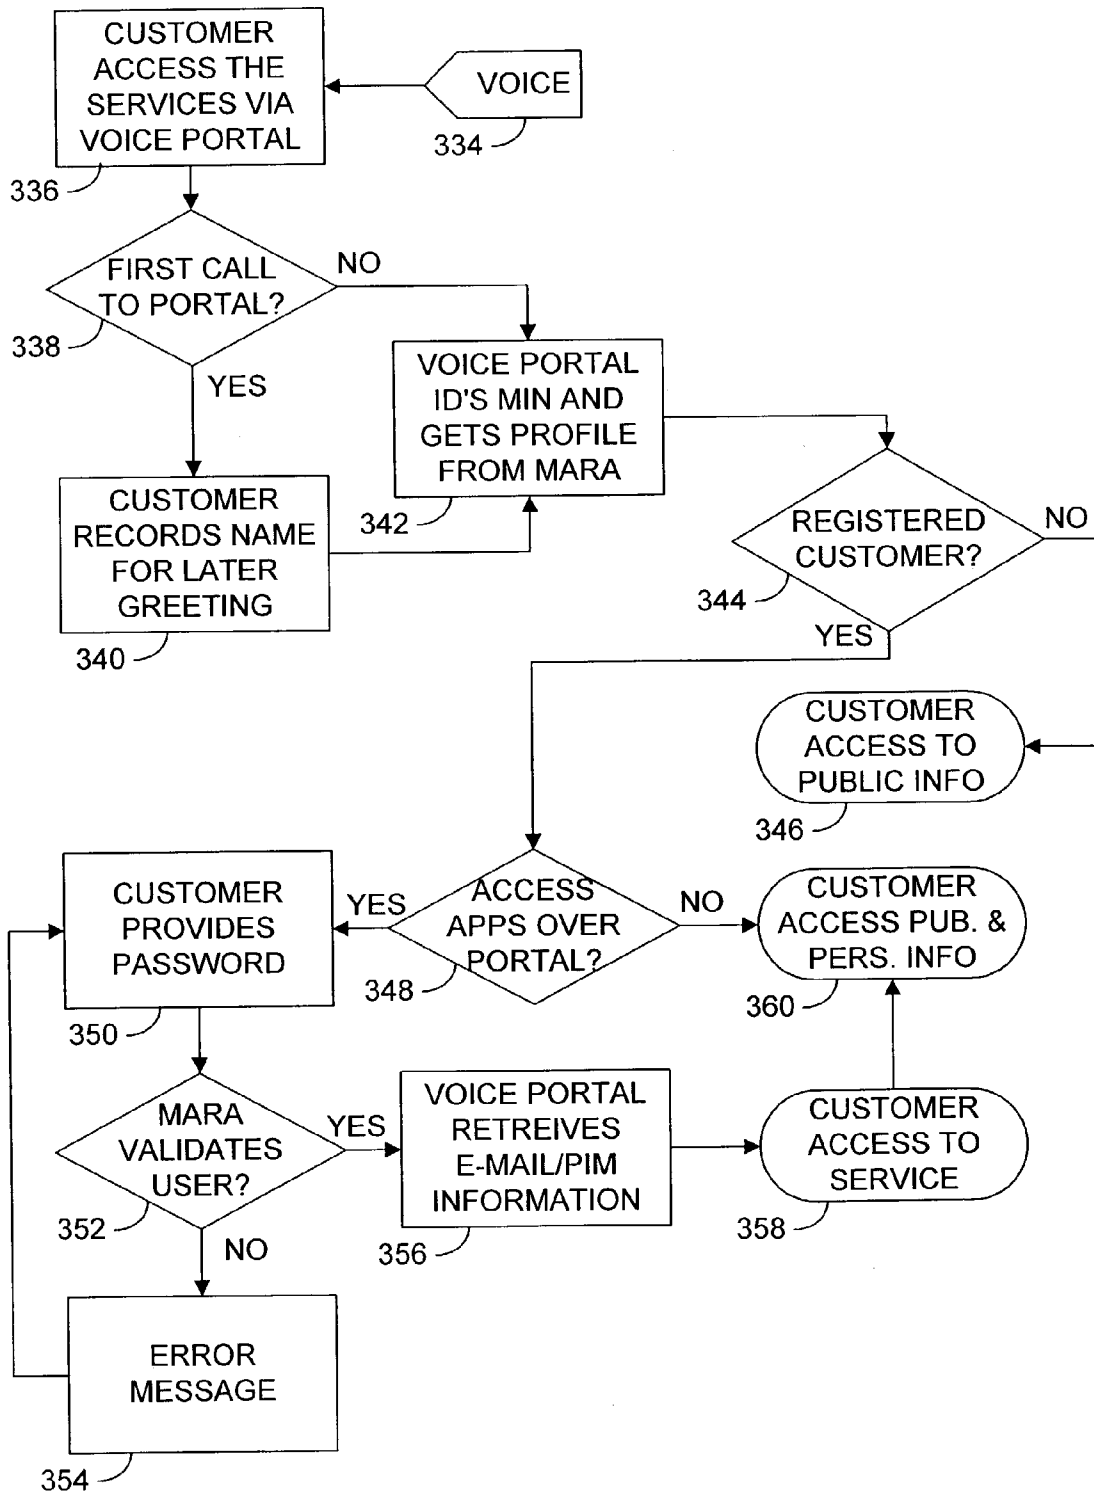 CUSTOMER
ACCESS THE
SERVICES VIA
VOICE PORTAL
VOICE
334
336
FIRST CALL
TO PORTAL?
NO
338
YES
VOICE PORTAL
ID'S MIN AND
GETS PROFILE
FROM MARA
342
CUSTOMER
RECORDS NAME
FOR LATER
GREETING
340
REGISTERED
CUSTOMER?
NO
344
YES
CUSTOMER
ACCESS TO
PUBLIC INFO
346
CUSTOMER
PROVIDES
PASSWORD
350
YES
ACCESS
APPS OVER
PORTAL?
348
NO
CUSTOMER
ACCESS PUB. &
PERS. INFO
360
MARA
VALIDATES
USER?
352
YES
VOICE PORTAL
RETREIVES
E-MAIL/PIM
INFORMATION
356
CUSTOMER
ACCESS TO
SERVICE
358
NO
ERROR
MESSAGE
354